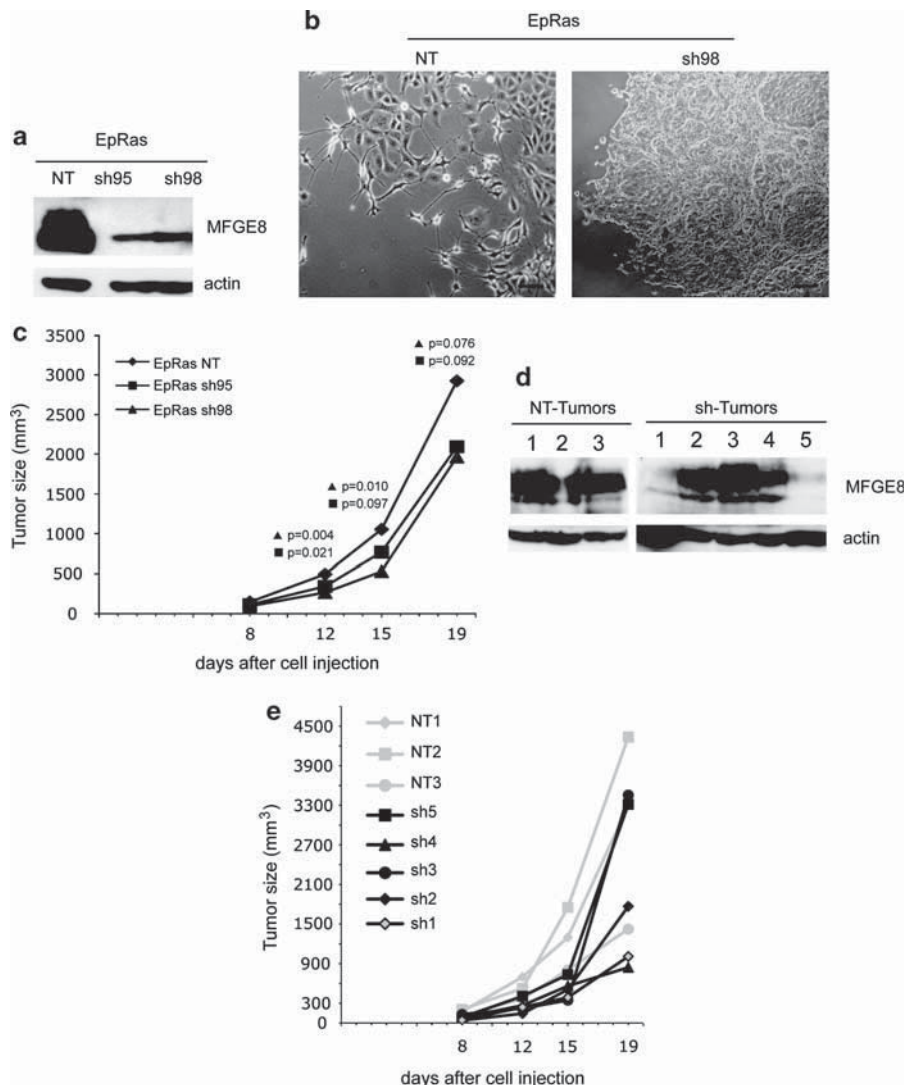 a
EpRas
NT sh95 sh98
MFGE8
actin
b
EpRas
NT
sh98
c
3500
3000
2500
2000
1500
1000
500
0
Tumor size (mm3)
EpRas NT
EpRas sh95
EpRas sh98
▲ p=0.004
■ p=0.021
▲ p=0.010
■ p=0.097
▲ p=0.076
■ p=0.092
8 12 15 19
days after cell injection
d
NT-Tumors
1 2 3
sh-Tumors
1 2 3 4 5
MFGE8
actin
e
4500
3900
3300
2700
2100
1500
900
300
0
Tumor size (mm3)
NT1
NT2
NT3
sh5
sh4
sh3
sh2
sh1
8 12 15 19
days after cell injection